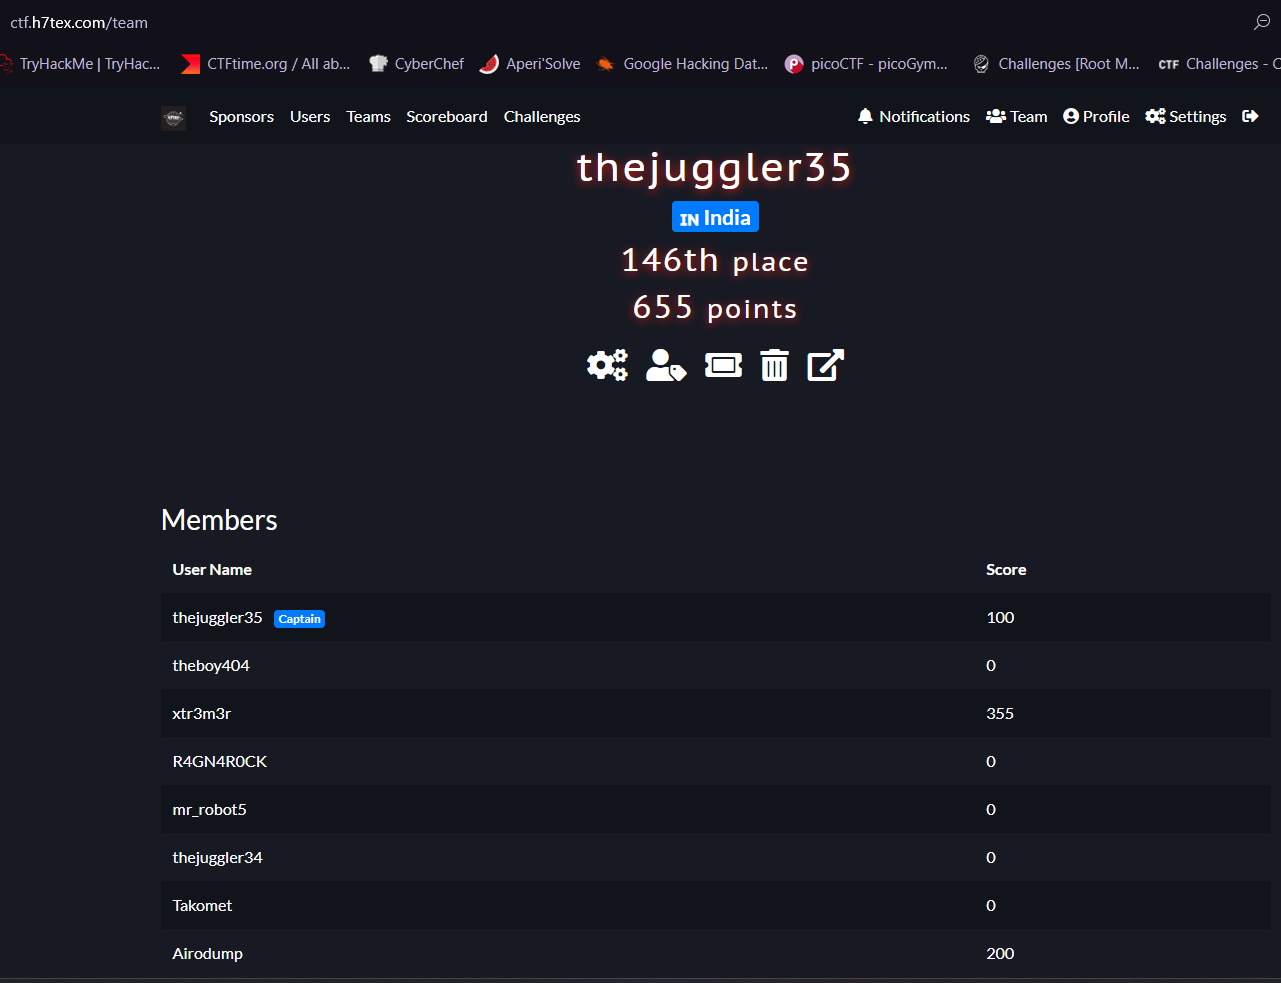 ctf.h7tex.com/team
TryHackMe | TryHac... CTFtime.org / All ab... CyberChef Aperi'Solve Google Hacking Dat... picoCTF - picoGym... Challenges [Root M... CTF Challenges - C
Sponsors Users Teams Scoreboard Challenges Notifications Team Profile Settings
thejuggler35
IN India
146th place
655 points
Members
User Name Score
thejuggler35 Captain 100
theboy404 0
xtr3m3r 355
R4GN4R0CK 0
mr_robot5 0
thejuggler34 0
Takomet 0
Airodump 200